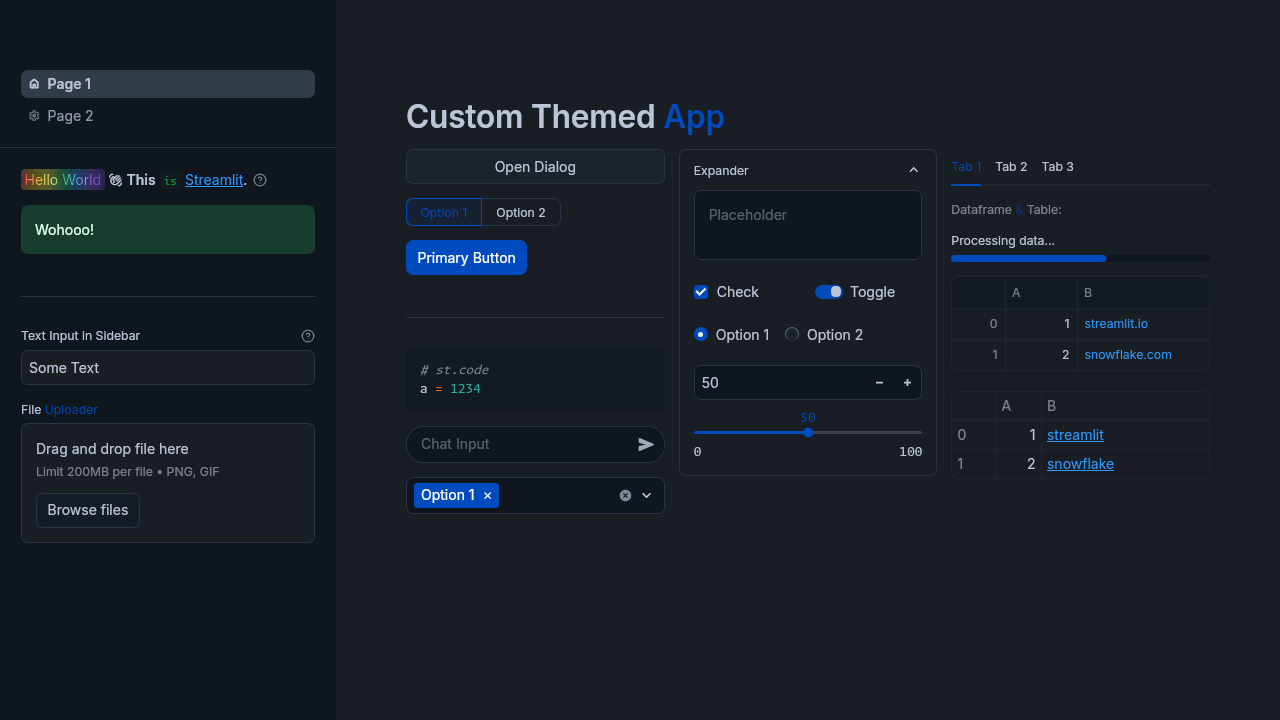 Page 1
Page 2
Hello World 👋 This is Streamlit.
Wohooo!
Text Input in Sidebar
Some Text
File Uploader
Drag and drop file here
Limit 200MB per file • PNG, GIF
Browse files
Custom Themed App
Open Dialog
Option 1 Option 2
Primary Button
# st.code
a = 1234
Chat Input
Option 1
Expander
Placeholder
Check Toggle
Option 1 Option 2
50
50
0 100
Tab 1 Tab 2 Tab 3
Dataframe & Table:
Processing data...
A B
0 1 streamlit.io
1 2 snowflake.com
A B
0 1 streamlit
1 2 snowflake